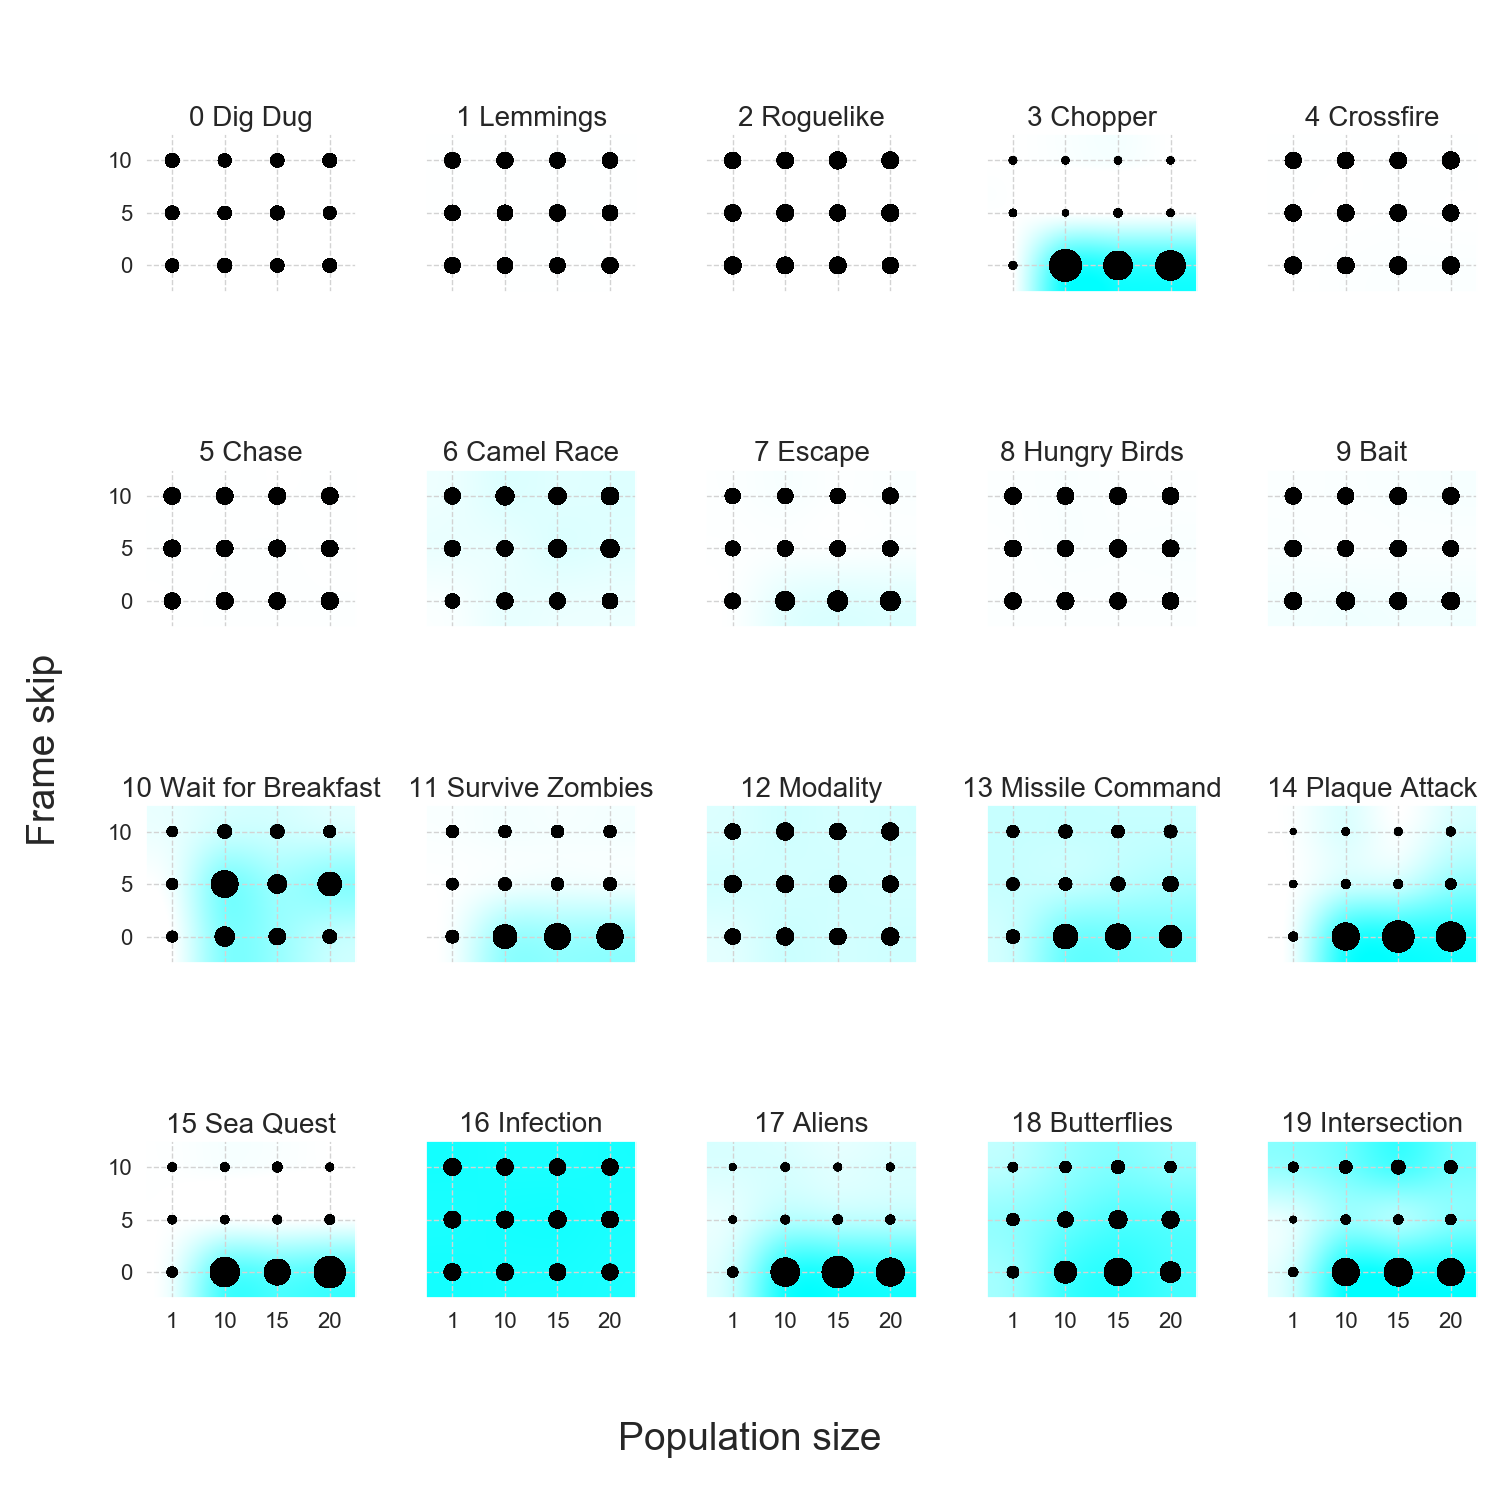 0 Dig Dug
1 Lemmings
2 Roguelike
3 Chopper
4 Crossfire
10
5
0
5 Chase
6 Camel Race
7 Escape
8 Hungry Birds
9 Bait
10
5
0
Frame skip
10 Wait for Breakfast
11 Survive Zombies
12 Modality
13 Missile Command
14 Plaque Attack
10
5
0
15 Sea Quest
16 Infection
17 Aliens
18 Butterflies
19 Intersection
10
5
0
1 10 15 20
1 10 15 20
1 10 15 20
1 10 15 20
1 10 15 20
Population size